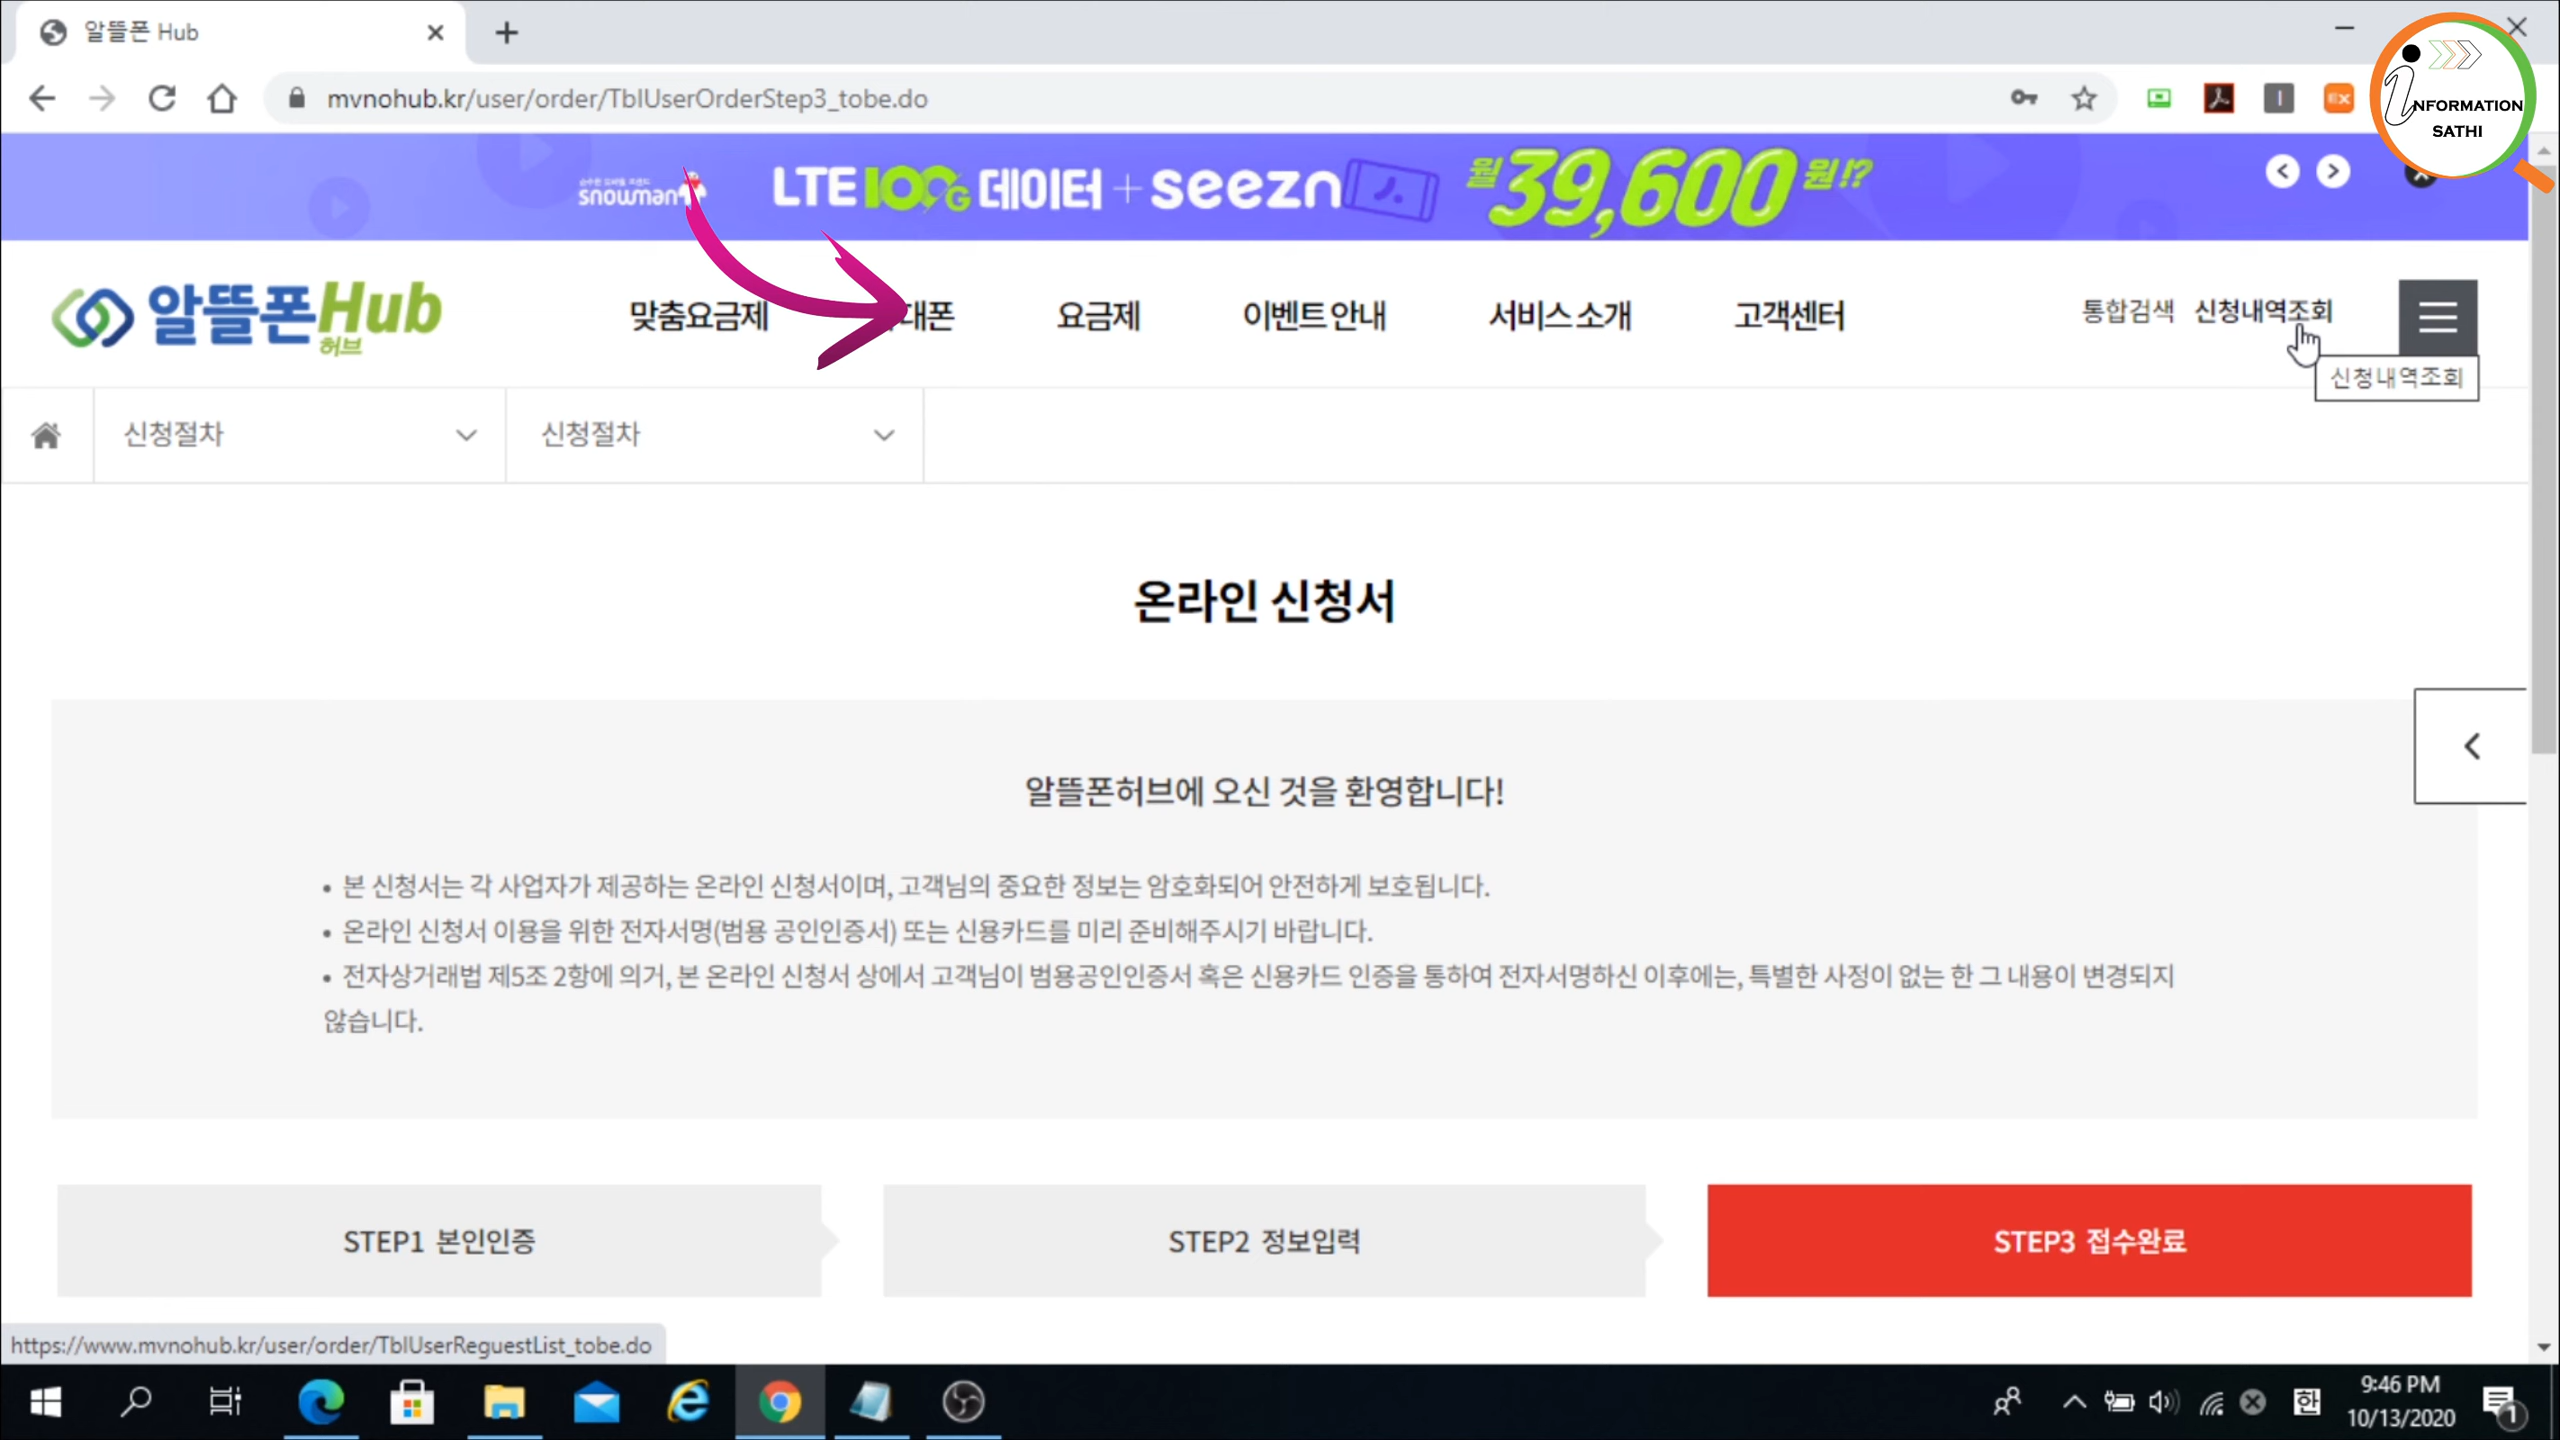 알뜰폰 Hub
mvnohub.kr/user/order/TblUserOrderStep3_tobe.do
INFORMATION
SATHI
snowman
LTE 100G 데이터 + seezn 월 39,600 원!?
알뜰폰 Hub
허브
맞춤요금제 대폰 요금제 이벤트 안내 서비스 소개 고객센터 통합검색 신청내역조회
신청내역조회
신청절차 신청절차
온라인 신청서
알뜰폰허브에 오신 것을 환영합니다!
• 본 신청서는 각 사업자가 제공하는 온라인 신청서이며, 고객님의 중요한 정보는 암호화되어 안전하게 보호됩니다.
• 온라인 신청서 이용을 위한 전자서명(범용 공인인증서) 또는 신용카드를 미리 준비해주시기 바랍니다.
• 전자상거래법 제5조 2항에 의거, 본 온라인 신청서 상에서 고객님이 범용공인인증서 혹은 신용카드 인증을 통하여 전자서명하신 이후에는, 특별한 사정이 없는 한 그 내용이 변경되지
않습니다.
STEP1 본인인증 STEP2 정보입력 STEP3 접수완료
https://www.mvnohub.kr/user/order/TblUserReguestList_tobe.do
한 9:46 PM
10/13/2020
1